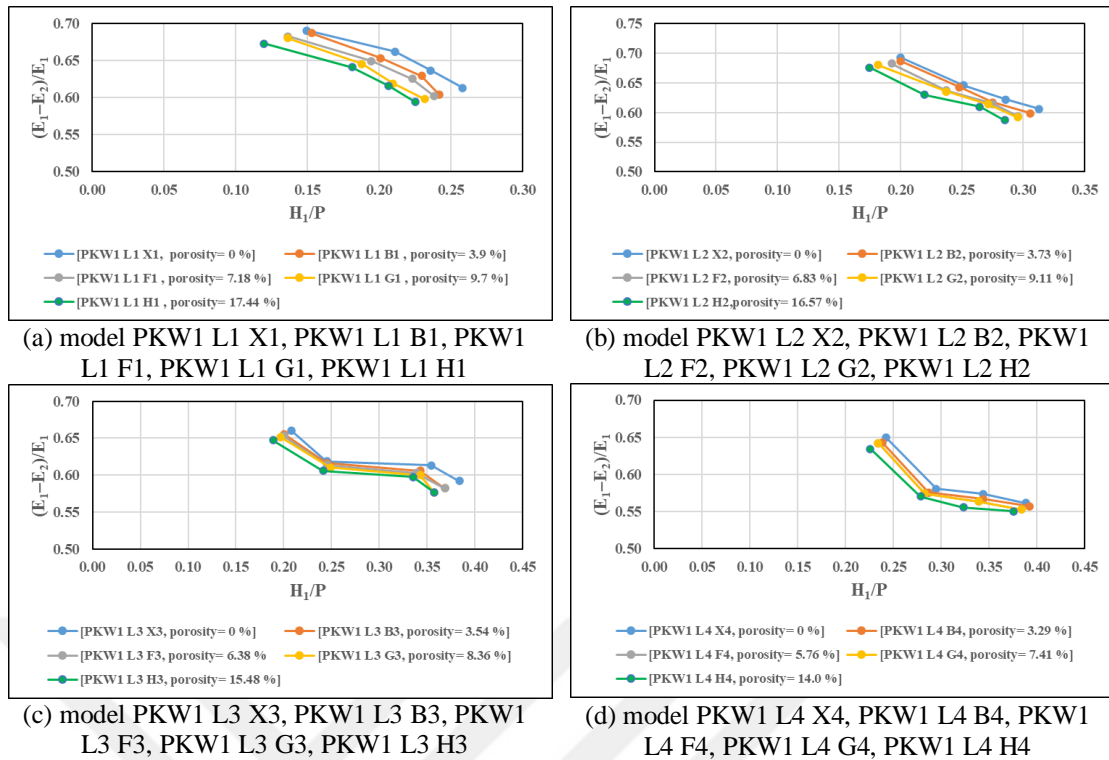 0.70
0.65
0.60
0.55
0.50
(E₁−E₂)/E₁
0.00 0.05 0.10 0.15 0.20 0.25 0.30
H₁/P
[PKW1 L1 X1, porosity= 0 %]
[PKW1 L1 B1 , porosity= 3.9 %]
[PKW1 L1 F1 , porosity= 7.18 %]
[PKW1 L1 G1 , porosity= 9.7 %]
[PKW1 L1 H1 , porosity= 17.44 %]
(a) model PKW1 L1 X1, PKW1 L1 B1, PKW1
L1 F1, PKW1 L1 G1, PKW1 L1 H1
0.75
0.70
0.65
0.60
0.55
0.50
(E₁−E₂)/E₁
0.00 0.05 0.10 0.15 0.20 0.25 0.30 0.35
H₁/P
[PKW1 L2 X2, porosity= 0 %]
[PKW1 L2 B2, porosity= 3.73 %]
[PKW1 L2 F2, porosity= 6.83 %]
[PKW1 L2 G2, porosity= 9.11 %]
[PKW1 L2 H2,porosity= 16.57 %]
(b) model PKW1 L2 X2, PKW1 L2 B2, PKW1
L2 F2, PKW1 L2 G2, PKW1 L2 H2
0.70
0.65
0.60
0.55
0.50
(E₁−E₂)/E₁
0.00 0.05 0.10 0.15 0.20 0.25 0.30 0.35 0.40 0.45
H₁/P
[PKW1 L3 X3, porosity= 0 %]
[PKW1 L3 B3, porosity= 3.54 %]
[PKW1 L3 F3, porosity= 6.38 %
[PKW1 L3 G3, porosity= 8.36 %]
[PKW1 L3 H3, porosity= 15.48 %]
(c) model PKW1 L3 X3, PKW1 L3 B3, PKW1
L3 F3, PKW1 L3 G3, PKW1 L3 H3
0.70
0.65
0.60
0.55
0.50
(E₁−E₂)/E₁
0.00 0.05 0.10 0.15 0.20 0.25 0.30 0.35 0.40 0.45
H₁/P
[PKW1 L4 X4, porosity= 0 %]
[PKW1 L4 B4, porosity= 3.29 %]
[PKW1 L4 F4, porosity= 5.76 %]
[PKW1 L4 G4, porosity= 7.41 %]
[PKW1 L4 H4, porosity= 14.0 %]
(d) model PKW1 L4 X4, PKW1 L4 B4, PKW1
L4 F4, PKW1 L4 G4, PKW1 L4 H4